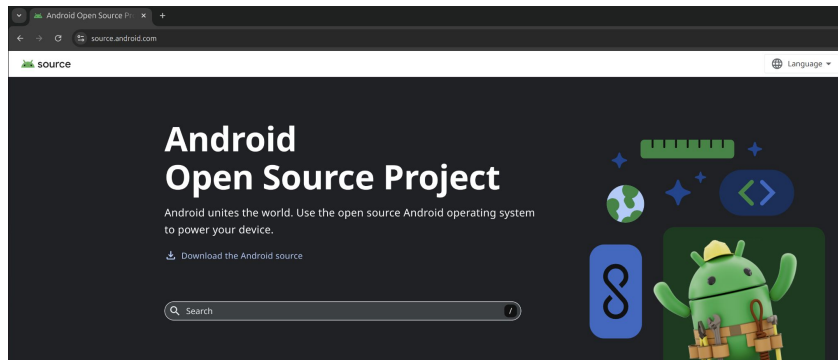 Android Open Source Pr
source.android.com
source
Language
Android
Open Source Project
Android unites the world. Use the open source Android operating system
to power your device.
Download the Android source
Search
/